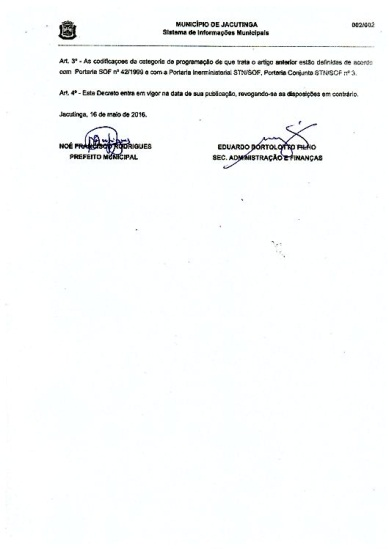 MUNICÍPIO DE JACUTINGA
002/002
Sistema de Informações Municipais
Art. 3º - As codificações da categoria da programação de que trata o artigo anterior estão definidas de acordo
com Portaria SOF nº 42/1999 e com a Portaria Inerministerial STN/SOF, Portaria Conjunta STN/SOF nº 3.
Art. 4º - Este Decreto entra em vigor na data de sua publicação, revogando-se as disposições em contrário.
Jacutinga, 16 de maio de 2016.
NOÉ FRANCISCO RODRIGUES
PREFEITO MUNICIPAL
EDUARDO BORTOLOTTO FILHO
SEC. ADMINISTRAÇÃO E FINANÇAS